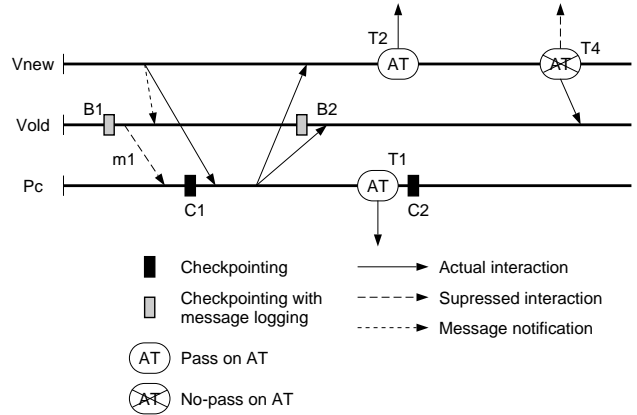 T2
T4
Vnew
AT
AT
B1
B2
Vold
m1
T1
Pc
AT
C1
C2
Checkpointing
Actual interaction
Checkpointing with
message logging
Supressed interaction
Message notification
AT
Pass on AT
AT
No-pass on AT